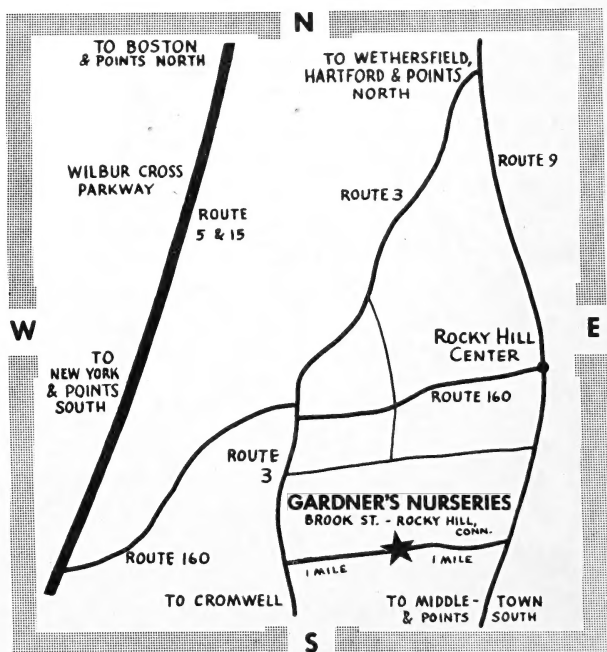 N
TO BOSTON
& POINTS NORTH
TO WETHERSFIELD,
HARTFORD & POINTS
NORTH
WILBUR CROSS
PARKWAY
ROUTE
5 & 15
ROUTE 3
ROUTE 9
W
E
ROCKY HILL
CENTER
TO
NEW YORK
& POINTS
SOUTH
ROUTE 160
ROUTE
3
GARDNER'S NURSERIES
BROOK ST. - ROCKY HILL,
CONN.
ROUTE 160
1 MILE
1 MILE
TO CROMWELL
TO MIDDLE- TOWN
& POINTS SOUTH
S